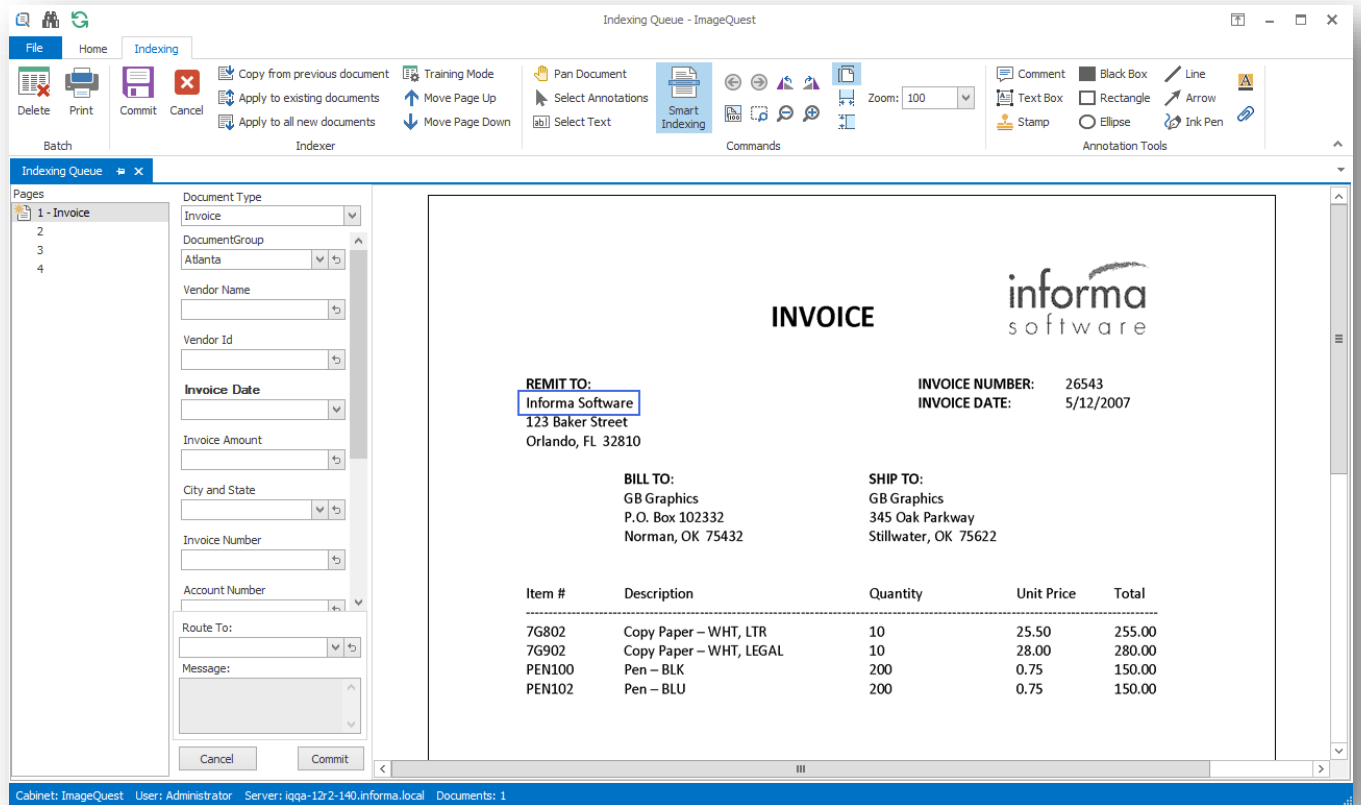 Indexing Queue - ImageQuest
File Home Indexing
Delete Print Commit Cancel
Copy from previous document
Apply to existing documents
Apply to all new documents
Training Mode
Move Page Up
Move Page Down
Pan Document
Select Annotations
Select Text
Smart
Indexing
Zoom: 100
Comment Black Box Line
Text Box Rectangle Arrow
Stamp Ellipse Ink Pen
Batch Indexer Commands Annotation Tools
Indexing Queue
Pages
1 - Invoice
2
3
4
Document Type
Invoice
DocumentGroup
Atlanta
Vendor Name
Vendor Id
Invoice Date
Invoice Amount
City and State
Invoice Number
Account Number
Route To:
Message:
Cancel Commit
informa
software
INVOICE
REMIT TO:
Informa Software
123 Baker Street
Orlando, FL 32810
INVOICE NUMBER: 26543
INVOICE DATE: 5/12/2007
BILL TO:
GB Graphics
P.O. Box 102332
Norman, OK 75432
SHIP TO:
GB Graphics
345 Oak Parkway
Stillwater, OK 75622
Item # Description Quantity Unit Price Total
7G802 Copy Paper – WHT, LTR 10 25.50 255.00
7G902 Copy Paper – WHT, LEGAL 10 28.00 280.00
PEN100 Pen – BLK 200 0.75 150.00
PEN102 Pen – BLU 200 0.75 150.00
Cabinet: ImageQuest User: Administrator Server: iqqa-12r2-140.informa.local Documents: 1